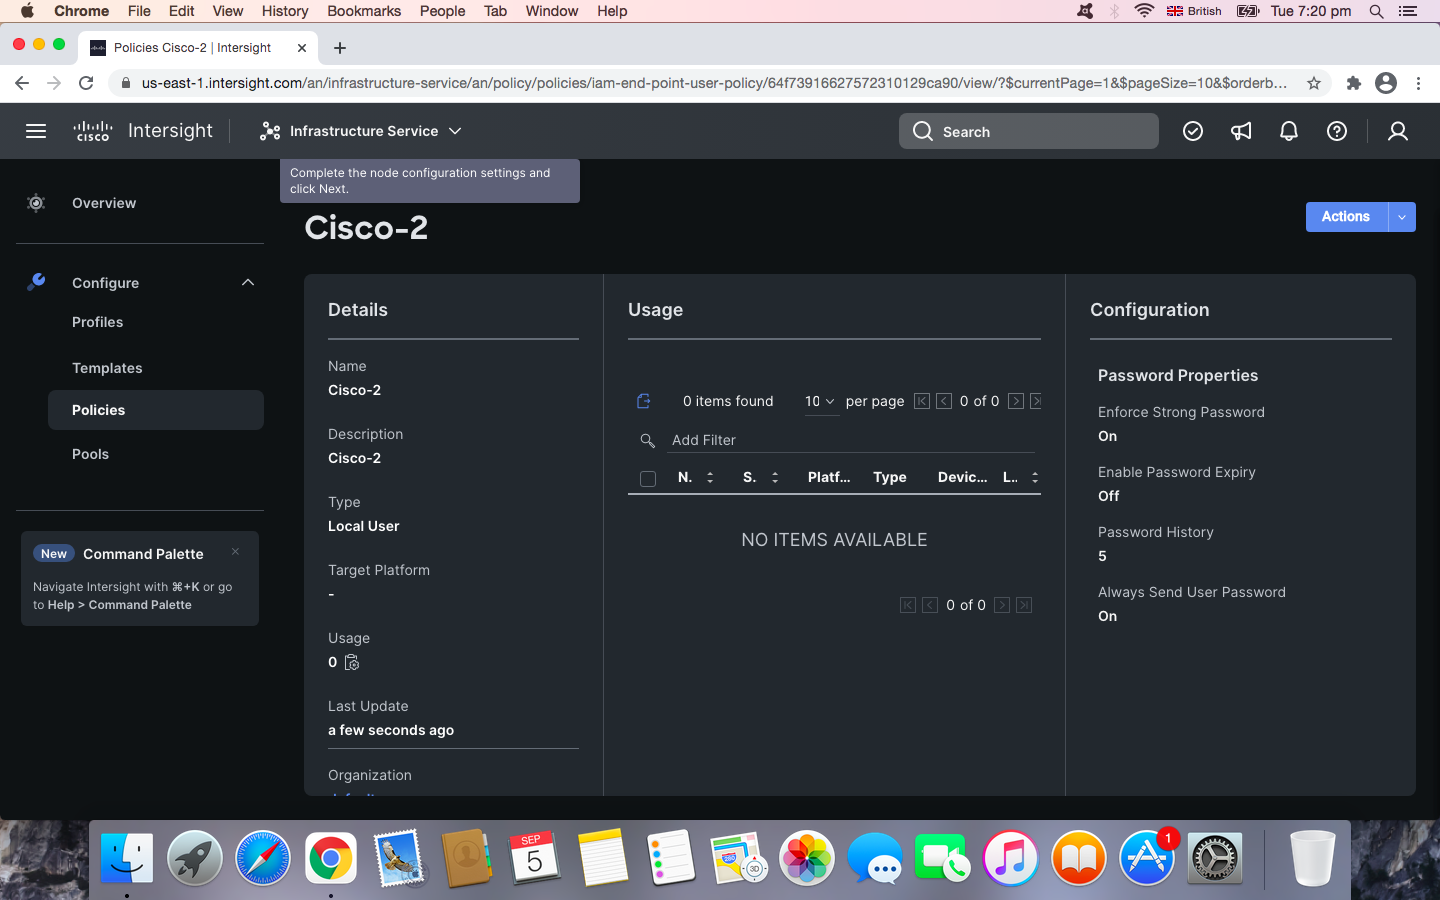 Chrome File Edit View History Bookmarks People Tab Window Help British Tue 7:20 pm
Policies Cisco-2 | Intersight
us-east-1.intersight.com/an/infrastructure-service/an/policy/policies/iam-end-point-user-policy/64f73916627572310129ca90/view/?$currentPage=1&$pageSize=10&$orderb...
cisco Intersight Infrastructure Service Search
Complete the node configuration settings and
click Next.
Overview
Configure
Profiles
Templates
Policies
Pools
New Command Palette
Navigate Intersight with ⌘+K or go
to Help > Command Palette
Cisco-2
Actions
Details
Name
Cisco-2
Description
Cisco-2
Type
Local User
Target Platform
-
Usage
0
Last Update
a few seconds ago
Organization
Usage
0 items found 10 per page 0 of 0
Add Filter
N. S. Platf... Type Devic... L..
NO ITEMS AVAILABLE
0 of 0
Configuration
Password Properties
Enforce Strong Password
On
Enable Password Expiry
Off
Password History
5
Always Send User Password
On
SEP
5
280
3D
1